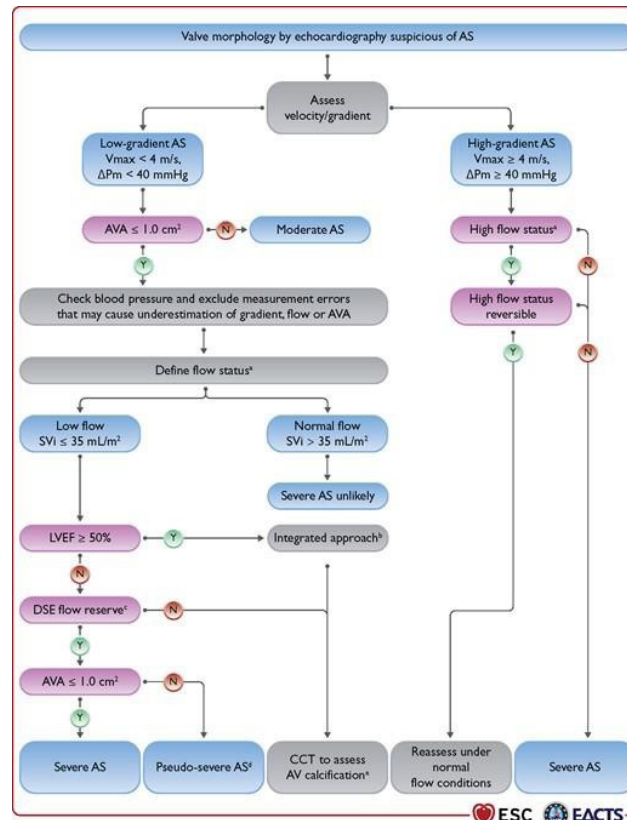 Valve morphology by echocardiography suspicious of AS
Assess
velocity/gradient
Low-gradient AS
Vmax < 4 m/s,
ΔPm < 40 mmHg
High-gradient AS
Vmax ≥ 4 m/s,
ΔPm ≥ 40 mmHg
AVA ≤ 1.0 cm²
N
Moderate AS
High flow statusᵃ
Y
Y
N
Check blood pressure and exclude measurement errors
that may cause underestimation of gradient, flow or AVA
High flow status
reversible
Y
N
Define flow statusᵃ
Low flow
SVi ≤ 35 mL/m²
Normal flow
SVi > 35 mL/m²
Severe AS unlikely
LVEF ≥ 50%
Y
Integrated approachᵇ
N
DSE flow reserveᶜ
N
Y
AVA ≤ 1.0 cm²
N
Y
Severe AS
Pseudo-severe ASᵈ
CCT to assess
AV calcificationᵉ
Reassess under
normal
flow conditions
Severe AS
ESC
EACTS